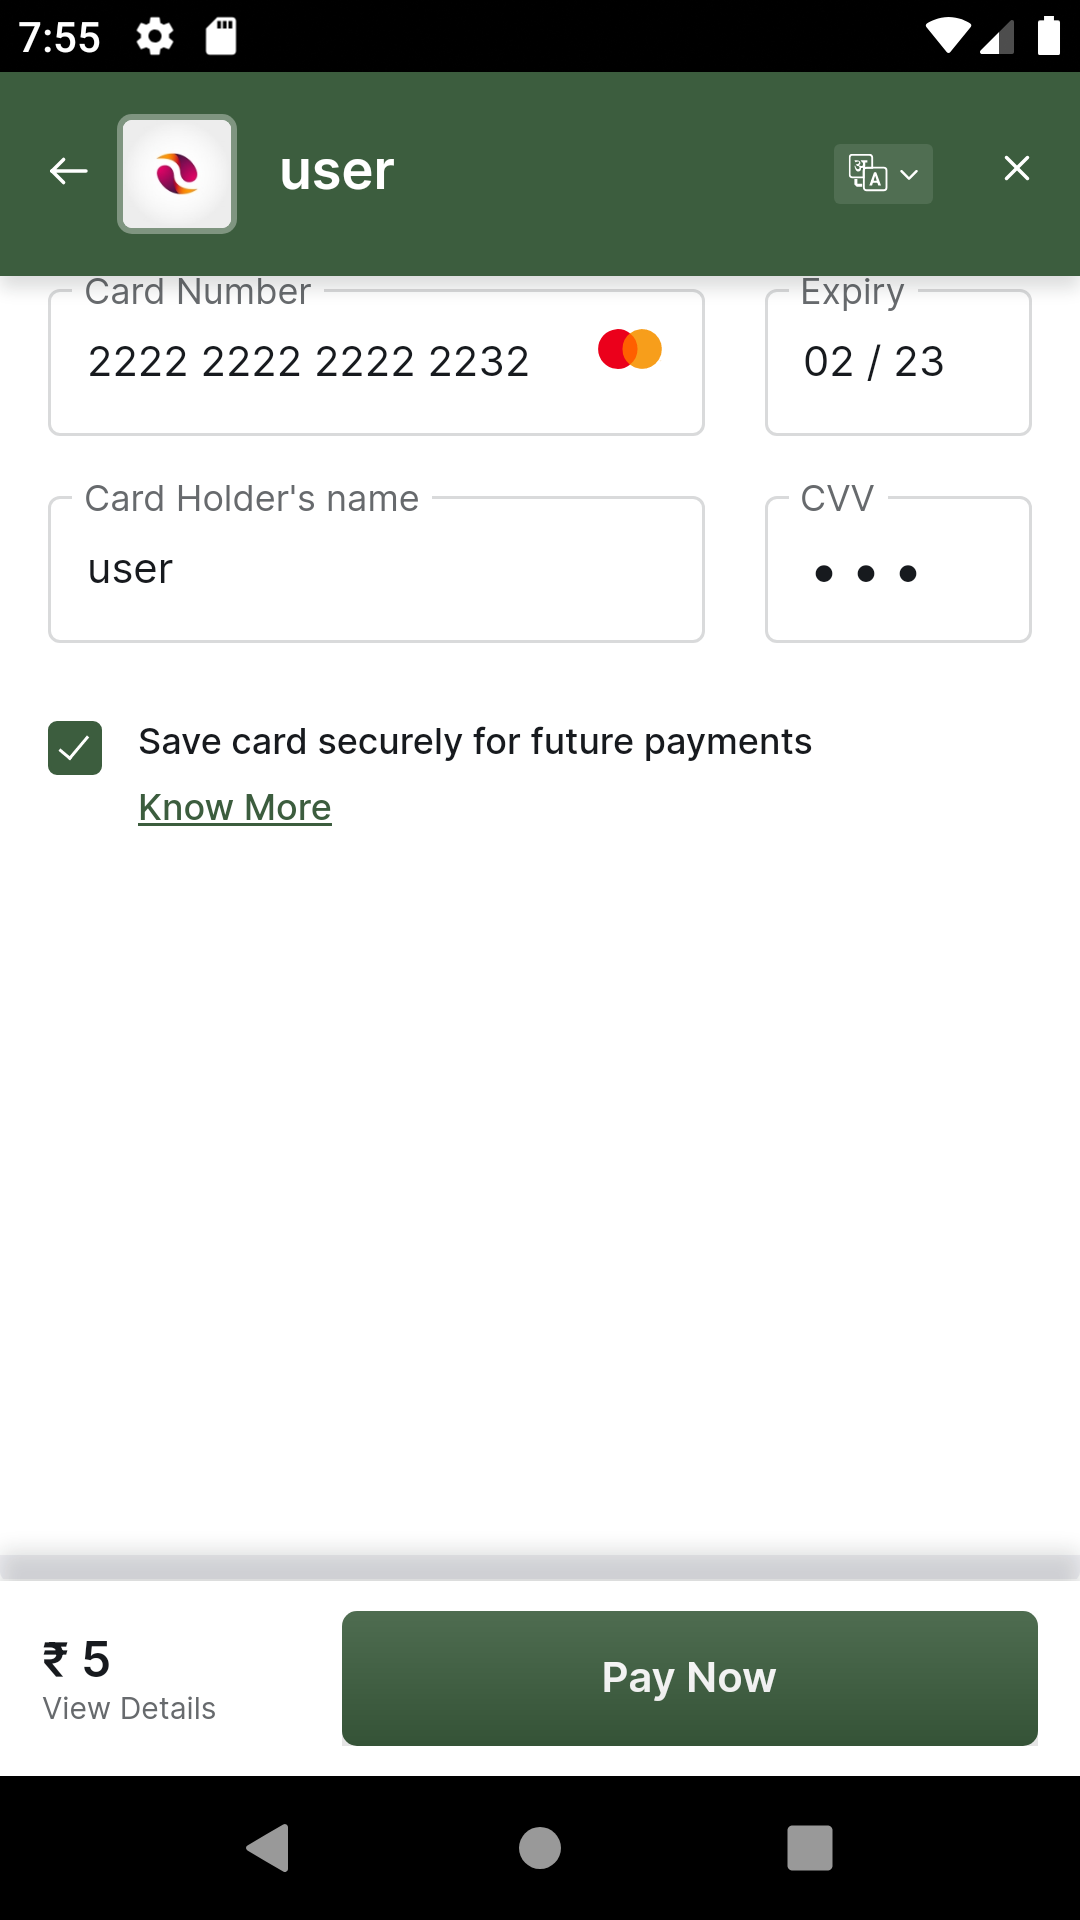 7:55
user
Card Number
Expiry
2222 2222 2222 2232
02 / 23
Card Holder's name
CVV
user
Save card securely for future payments
Know More
₹ 5
View Details
Pay Now